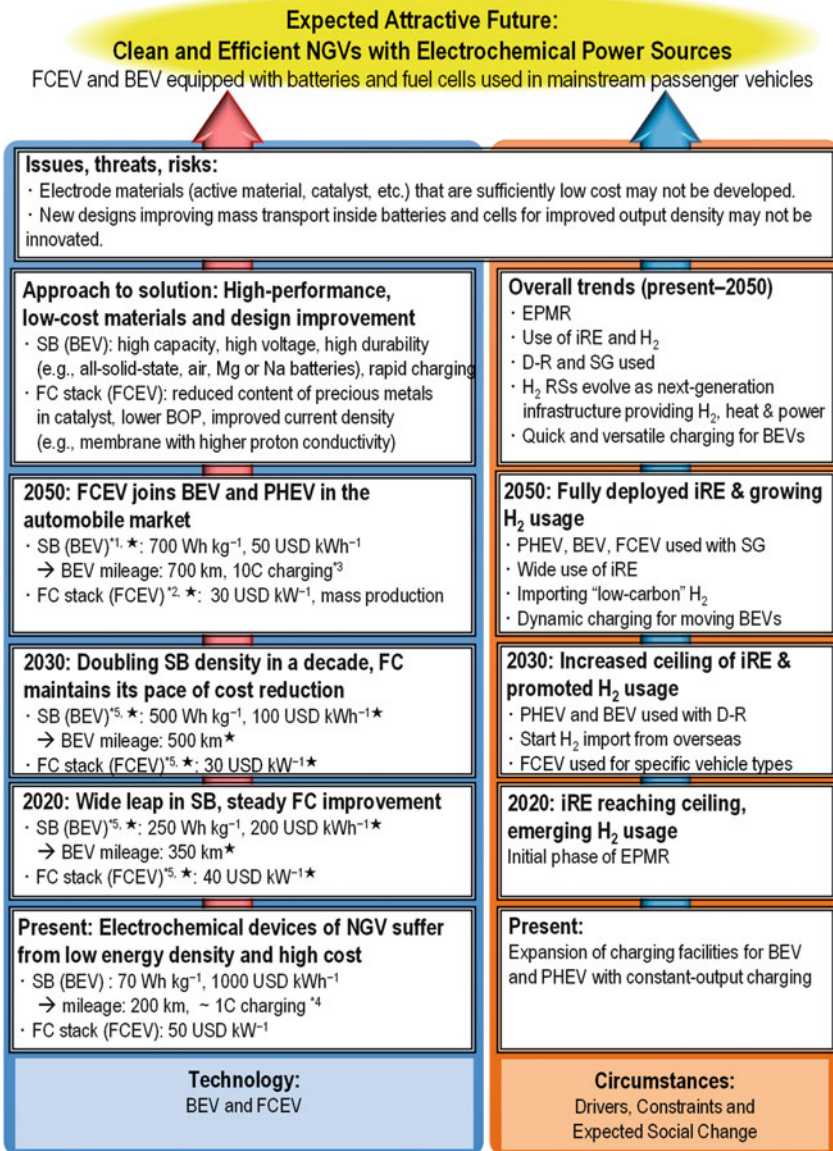 Expected Attractive Future:
Clean and Efficient NGVs with Electrochemical Power Sources
FCEV and BEV equipped with batteries and fuel cells used in mainstream passenger vehicles
Issues, threats, risks:
· Electrode materials (active material, catalyst, etc.) that are sufficiently low cost may not be developed.
· New designs improving mass transport inside batteries and cells for improved output density may not be
innovated.
Approach to solution: High-performance,
low-cost materials and design improvement
· SB (BEV): high capacity, high voltage, high durability
(e.g., all-solid-state, air, Mg or Na batteries), rapid charging
· FC stack (FCEV): reduced content of precious metals
in catalyst, lower BOP, improved current density
(e.g., membrane with higher proton conductivity)
2050: FCEV joins BEV and PHEV in the
automobile market
· SB (BEV)*1, ★: 700 Wh kg⁻¹, 50 USD kWh⁻¹
→ BEV mileage: 700 km, 10C charging*3
· FC stack (FCEV)*2, ★: 30 USD kW⁻¹, mass production
2030: Doubling SB density in a decade, FC
maintains its pace of cost reduction
· SB (BEV)*5, ★: 500 Wh kg⁻¹, 100 USD kWh⁻¹★
→ BEV mileage: 500 km★
· FC stack (FCEV)*5, ★: 30 USD kW⁻¹★
2020: Wide leap in SB, steady FC improvement
· SB (BEV)*5, ★: 250 Wh kg⁻¹, 200 USD kWh⁻¹★
→ BEV mileage: 350 km★
· FC stack (FCEV)*5, ★: 40 USD kW⁻¹★
Present: Electrochemical devices of NGV suffer
from low energy density and high cost
· SB (BEV) : 70 Wh kg⁻¹, 1000 USD kWh⁻¹
→ mileage: 200 km, ~ 1C charging *4
· FC stack (FCEV): 50 USD kW⁻¹
Technology:
BEV and FCEV
Overall trends (present–2050)
· EPMR
· Use of iRE and H₂
· D-R and SG used
· H₂ RSs evolve as next-generation
infrastructure providing H₂, heat & power
· Quick and versatile charging for BEVs
2050: Fully deployed iRE & growing
H₂ usage
· PHEV, BEV, FCEV used with SG
· Wide use of iRE
· Importing “low-carbon” H₂
· Dynamic charging for moving BEVs
2030: Increased ceiling of iRE &
promoted H₂ usage
· PHEV and BEV used with D-R
· Start H₂ import from overseas
· FCEV used for specific vehicle types
2020: iRE reaching ceiling,
emerging H₂ usage
Initial phase of EPMR
Present:
Expansion of charging facilities for BEV
and PHEV with constant-output charging
Circumstances:
Drivers, Constraints and
Expected Social Change